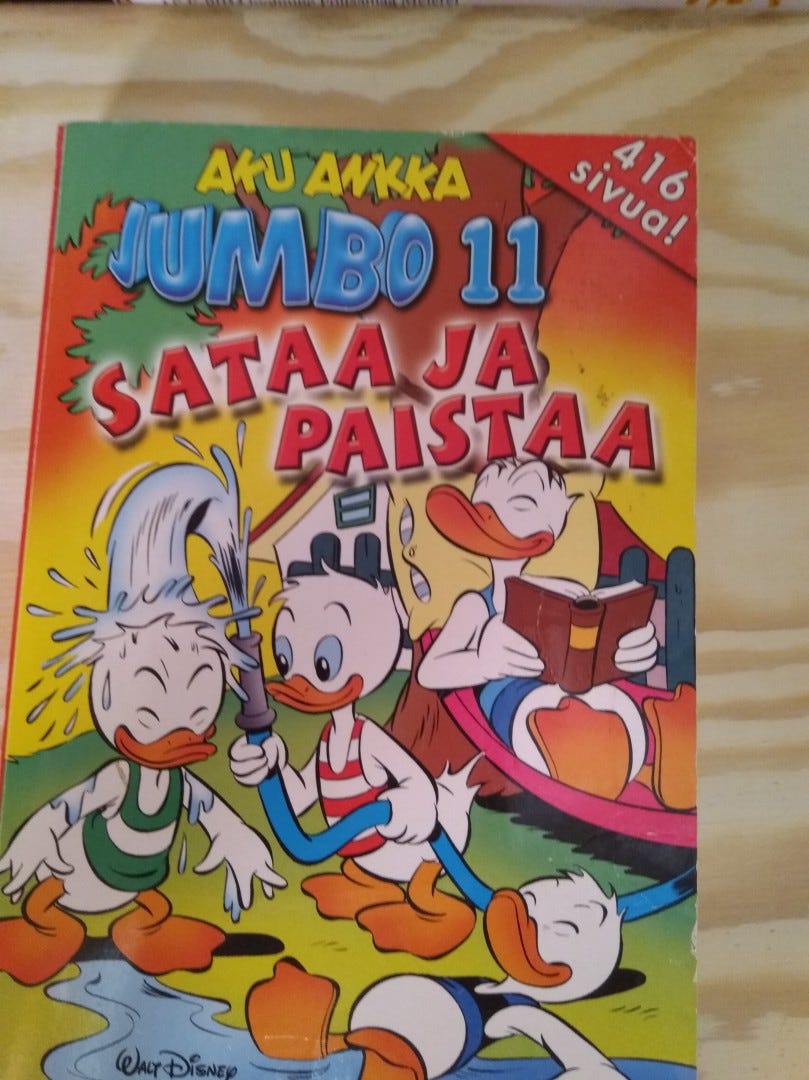 AKU ANKKA
416
sivua!
JUMBO 11
SATAA JA
PAISTAA
WALT DISNEY